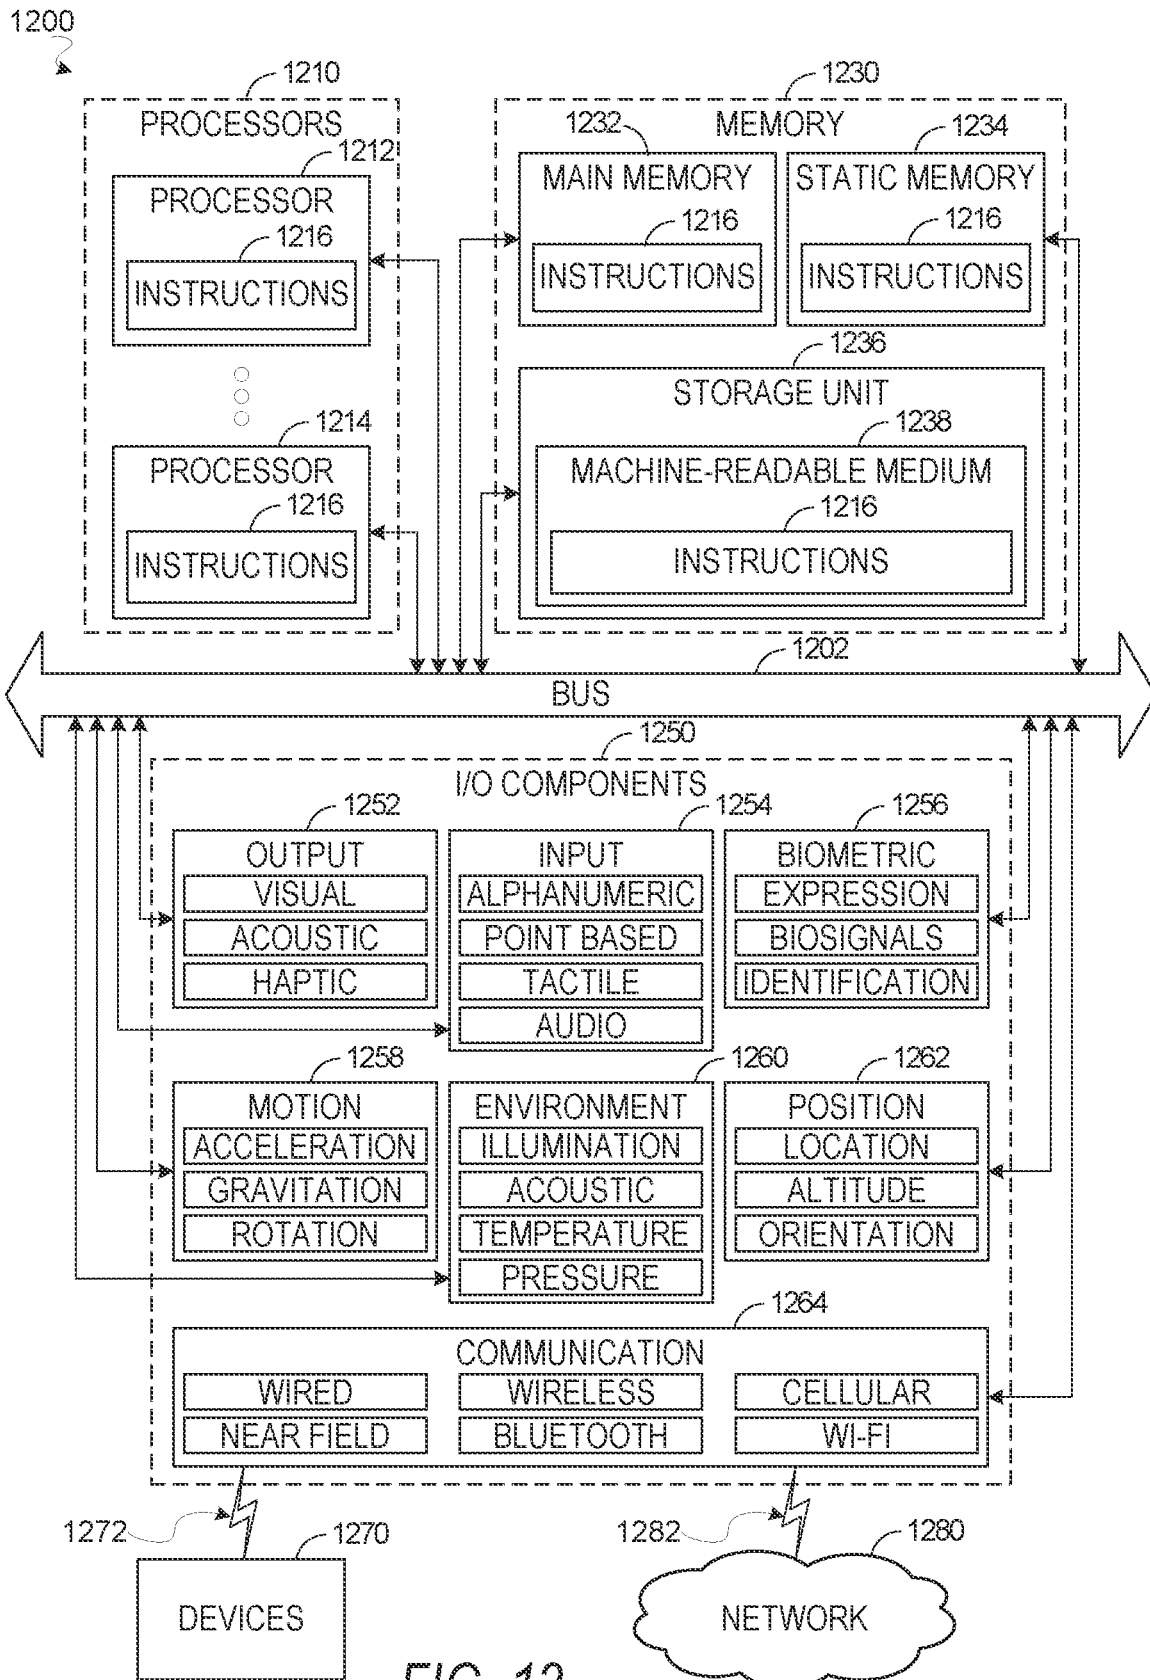 1200
1210
PROCESSORS
1212
PROCESSOR
1216
INSTRUCTIONS
1214
PROCESSOR
1216
INSTRUCTIONS
1230
MEMORY
1232
MAIN MEMORY
1216
INSTRUCTIONS
1234
STATIC MEMORY
1216
INSTRUCTIONS
1236
STORAGE UNIT
1238
MACHINE-READABLE MEDIUM
1216
INSTRUCTIONS
1202
BUS
1250
I/O COMPONENTS
1252
OUTPUT
VISUAL
ACOUSTIC
HAPTIC
1254
INPUT
ALPHANUMERIC
POINT BASED
TACTILE
AUDIO
1256
BIOMETRIC
EXPRESSION
BIOSIGNALS
IDENTIFICATION
1258
MOTION
ACCELERATION
GRAVITATION
ROTATION
1260
ENVIRONMENT
ILLUMINATION
ACOUSTIC
TEMPERATURE
PRESSURE
1262
POSITION
LOCATION
ALTITUDE
ORIENTATION
1264
COMMUNICATION
WIRED
WIRELESS
CELLULAR
NEAR FIELD
BLUETOOTH
WI-FI
1272
1270
DEVICES
1282
1280
NETWORK
FIG. 12